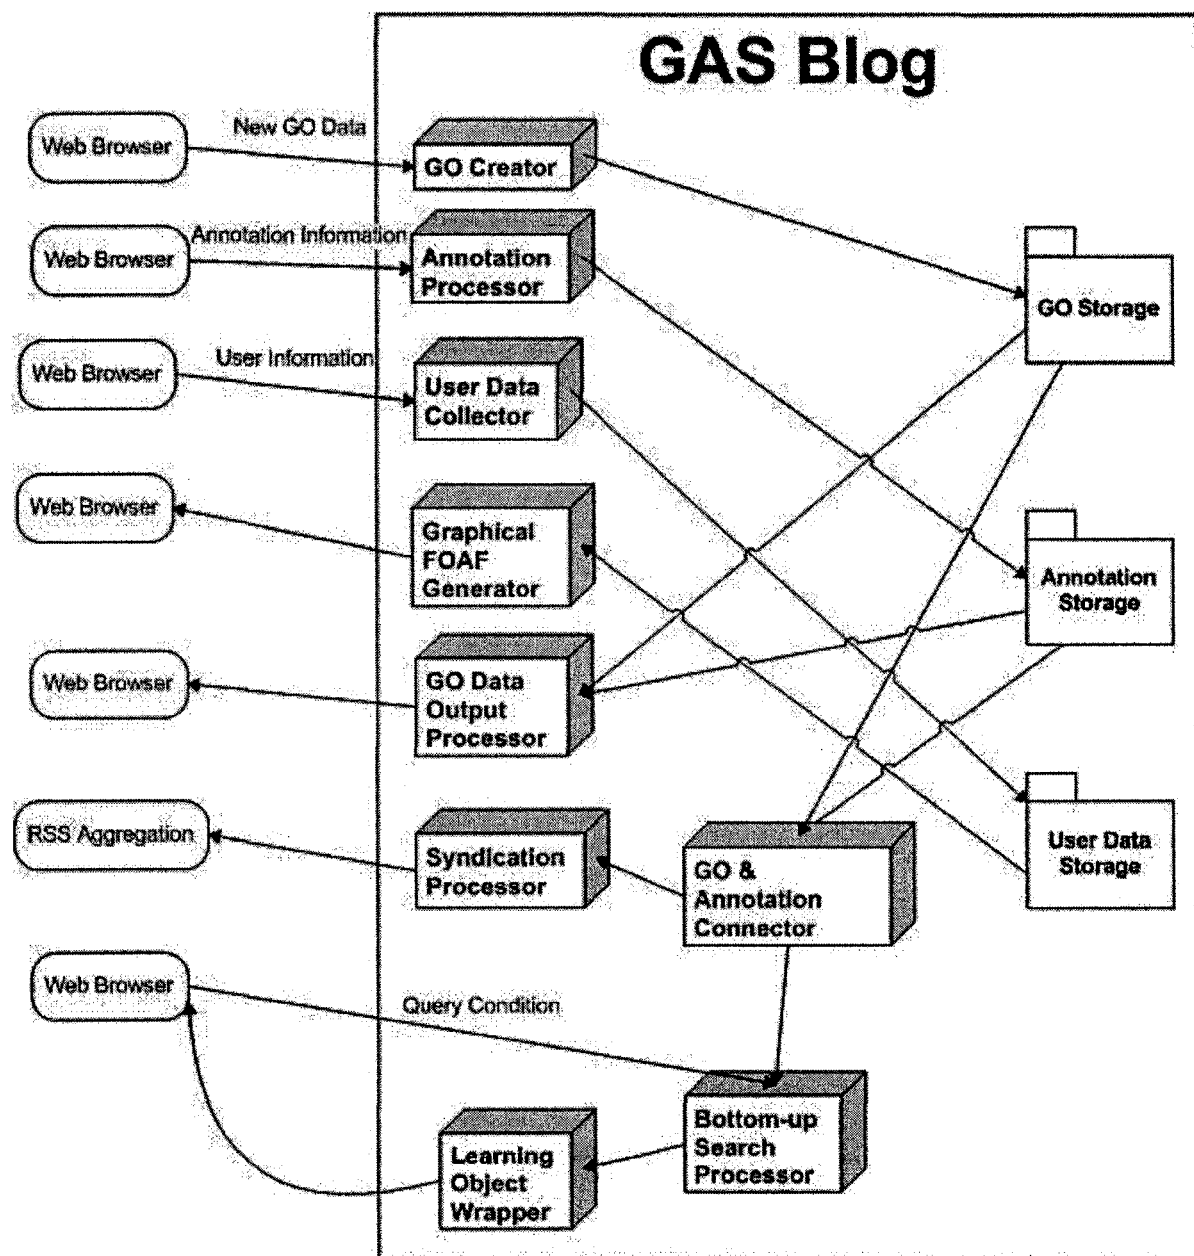 GAS Blog
New GO Data
Web Browser
GO Creator
Annotation Information
Web Browser
Annotation
Processor
GO Storage
User Information
Web Browser
User Data
Collector
Web Browser
Graphical
FOAF
Generator
Annotation
Storage
Web Browser
GO Data
Output
Processor
RSS Aggregation
Syndication
Processor
GO &
Annotation
Connector
User Data
Storage
Web Browser
Query Condition
Bottom-up
Search
Processor
Learning
Object
Wrapper